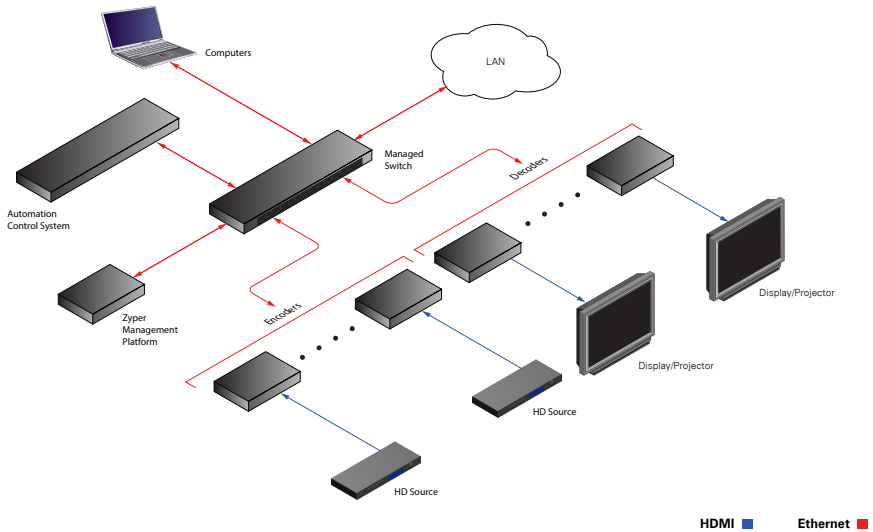 Computers
LAN
Managed
Switch
Decoders
Automation
Control System
Encoders
Zyper
Management
Platform
Display/Projector
Display/Projector
HD Source
HD Source
HDMI
Ethernet